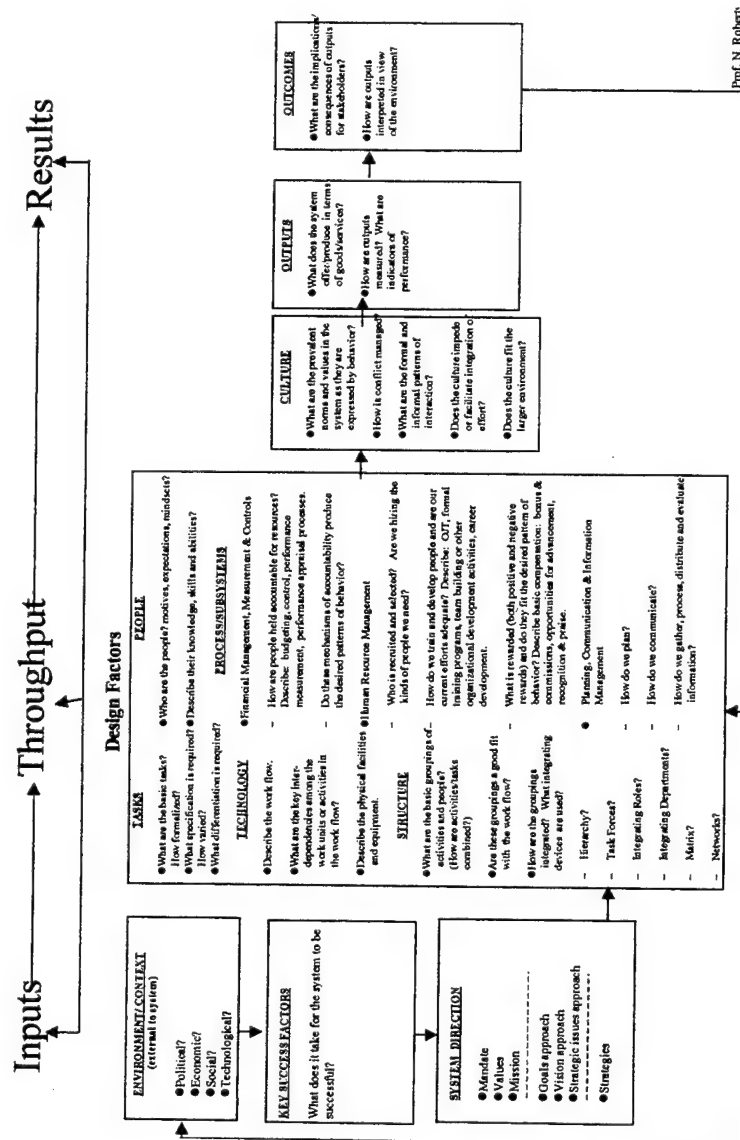 Inputs
Throughput
Results
ENVIRONMENT/CONTEXT
(external to system)
●Political?
●Economic?
●Social?
●Technological?
KEY SUCCESS FACTORS
What does it take for the system to be
successful?
SYSTEM DIRECTION
●Mandate
●Values
●Mission
●Goals approach
●Vision approach
●Strategic issues approach
●Strategies
Design Factors
TASKS
●What are the basic tasks?
How formalized?
●What specification is required?
How varied?
●What differentiation is required?
TECHNOLOGY
●Describe the work flow.
●What are the key inter-
dependencies among the
work units or activities in
the work flow?
●Describe the physical facilities
and equipment.
STRUCTURE
●What are the basic groupings of
activities and people?
(How are activities/tasks
combined?)
●Are these groupings a good fit
with the work flow?
●How are the groupings
integrated? What integrating
devices are used?
– Hierarchy?
– Task Forces?
– Integrating Roles?
– Integrating Departments?
– Matrix?
– Networks?
PEOPLE
●Who are the people? motives, expectations, mindsets?
●Describe their knowledge, skills and abilities?
PROCESS/SUBSYSTEMS
●Financial Management, Measurement & Controls
– How are people held accountable for resources?
Describe: budgeting, control, performance
measurement, performance appraisal processes.
– Do these mechanisms of accountability produce
the desired patterns of behavior?
●Human Resource Management
– Who is recruited and selected? Are we hiring the
kinds of people we need?
– How do we train and develop people and are our
current efforts adequate? Describe: OJT, formal
training programs, team building or other
organizational development activities, career
development.
– What is rewarded (both positive and negative
rewards) and do they fit the desired pattern of
behavior? Describe basic compensation: bonus &
commissions, opportunities for advancement,
recognition & praise.
● Planning, Communication & Information
Management
– How do we plan?
– How do we communicate?
– How do we gather, process, distribute and evaluate
information?
CULTURE
●What are the prevalent
norms and values in the
system as they are
expressed by behavior?
●How is conflict managed?
●What are the formal and
informal patterns of
interaction?
●Does the culture impede
or facilitate integration of
effort?
●Does the culture fit the
larger environment?
OUTPUTS
●What does the system
offer/produce in terms
of goods/services?
●How are outputs
measured? What are
indicators of
performance?
OUTCOMES
●What are the implications/
consequences of outputs
for stakeholders?
●How are outputs
interpreted in view
of the environment?
Prof. N. Roberts